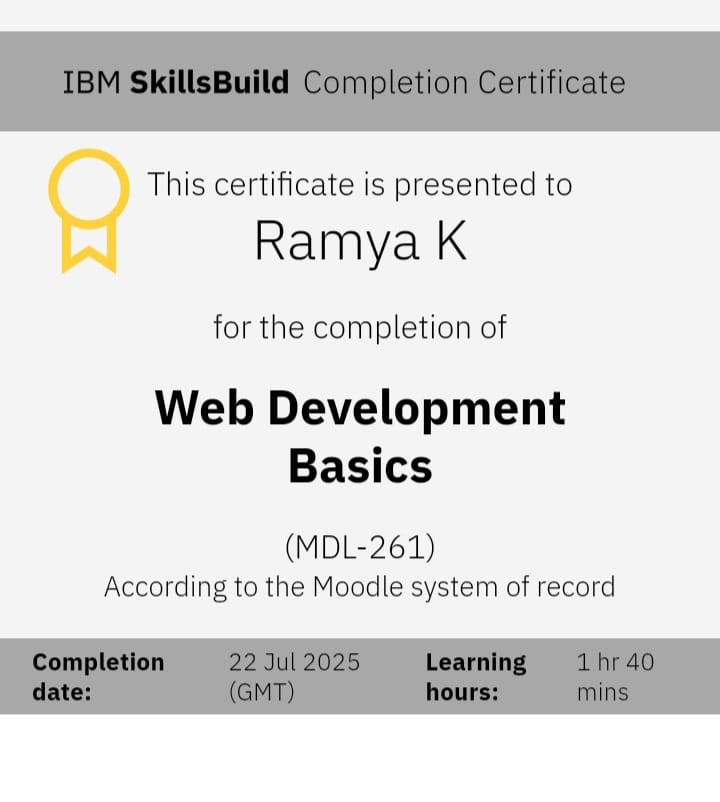 IBM SkillsBuild Completion Certificate
This certificate is presented to
Ramya K
for the completion of
Web Development
Basics
(MDL-261)
According to the Moodle system of record
Completion date: 22 Jul 2025 (GMT) Learning hours: 1 hr 40 mins